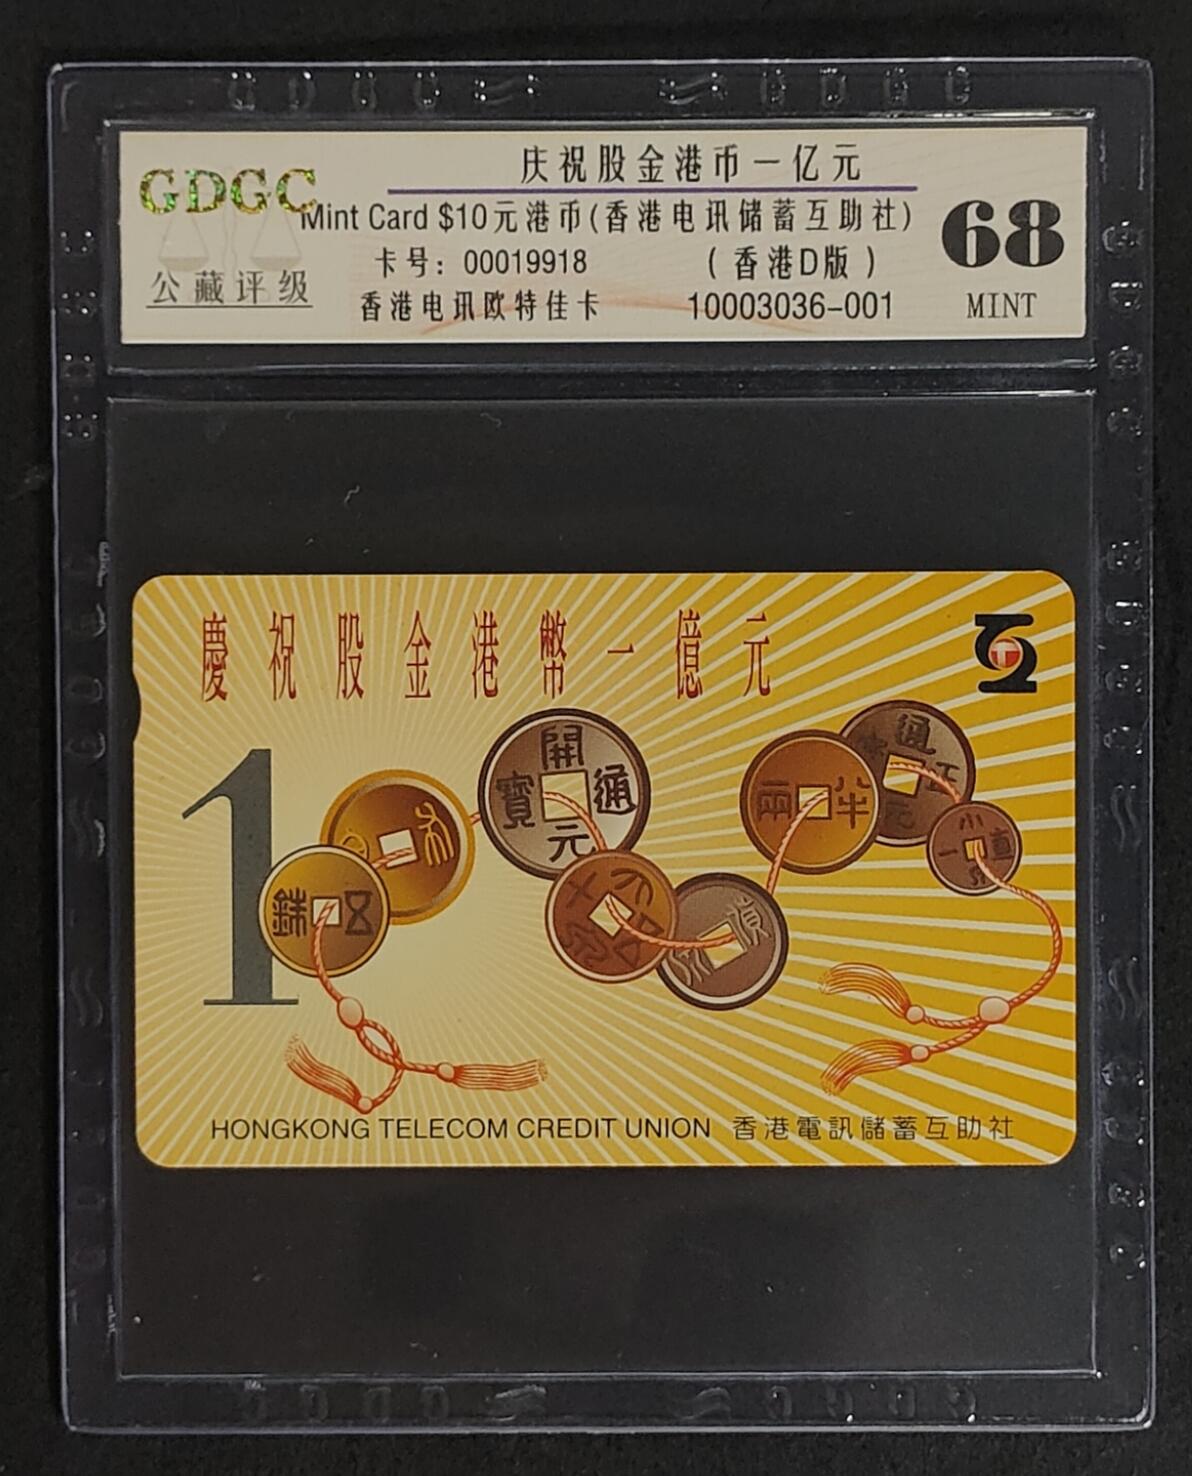 GDGC
公藏评级
庆祝股金港币一亿元
Mint Card $10元港币(香港电讯储蓄互助社)
卡号：00019918 (香港D版)
香港电讯欧特佳卡 10003036-001
68
MINT
慶祝股金港幣一億元
1
開通元寶
五銖
半兩
HONGKONG TELECOM CREDIT UNION 香港電訊儲蓄互助社